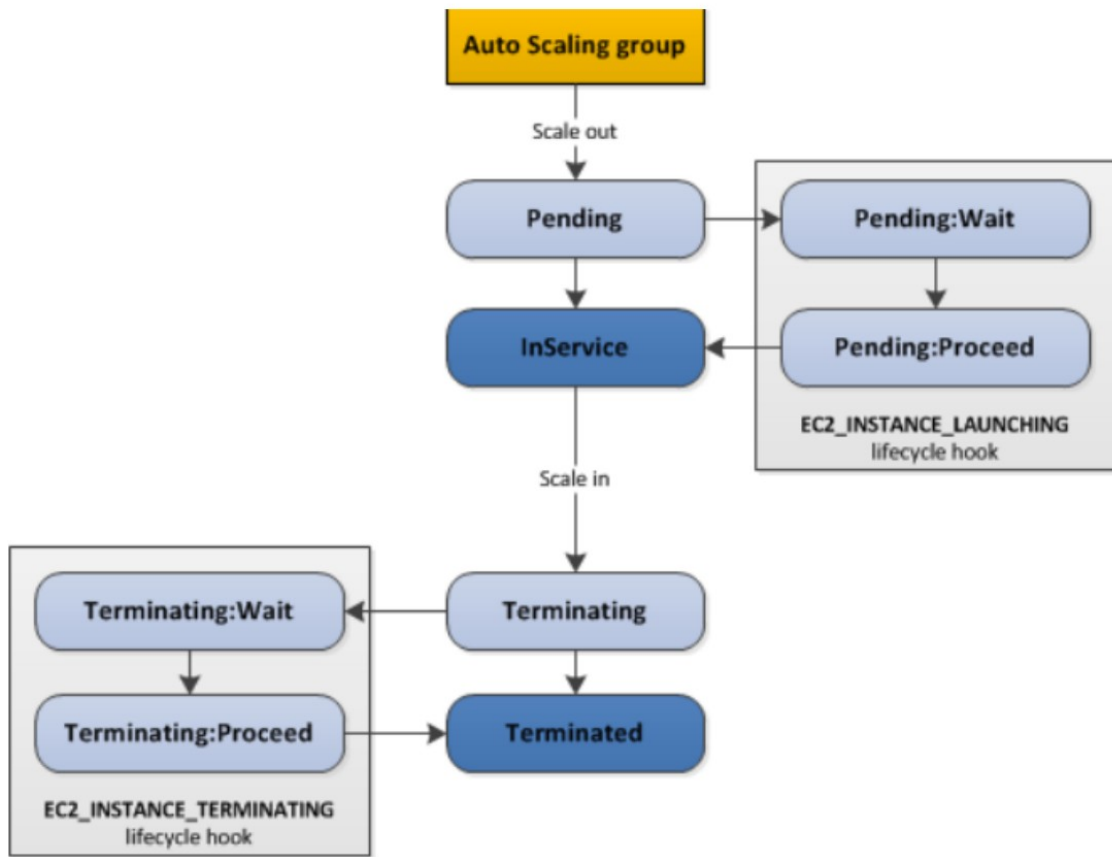 Auto Scaling group
Scale out
Pending
Pending:Wait
InService
Pending:Proceed
EC2_INSTANCE_LAUNCHING
lifecycle hook
Scale in
Terminating:Wait
Terminating
Terminating:Proceed
Terminated
EC2_INSTANCE_TERMINATING
lifecycle hook